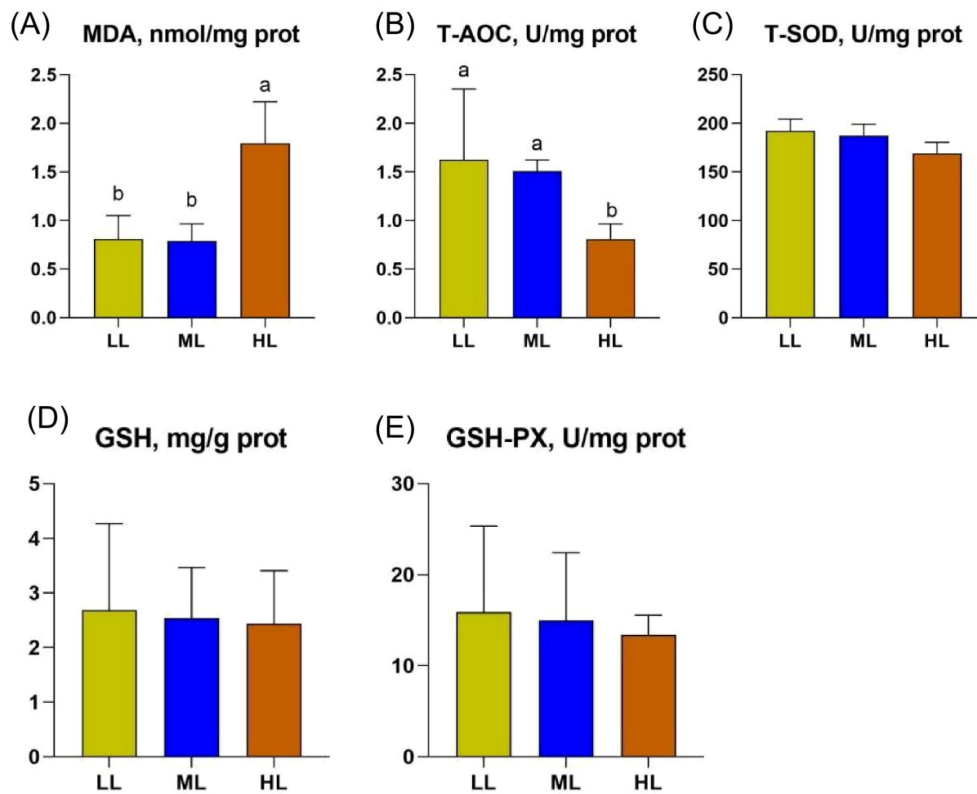 (A) MDA, nmol/mg prot
2.5
2.0
1.5
1.0
0.5
0.0
b
b
a
LL ML HL
(B) T-AOC, U/mg prot
2.5
2.0
1.5
1.0
0.5
0.0
a
a
b
LL ML HL
(C) T-SOD, U/mg prot
250
200
150
100
50
0
LL ML HL
(D) GSH, mg/g prot
5
4
3
2
1
0
LL ML HL
(E) GSH-PX, U/mg prot
30
20
10
0
LL ML HL